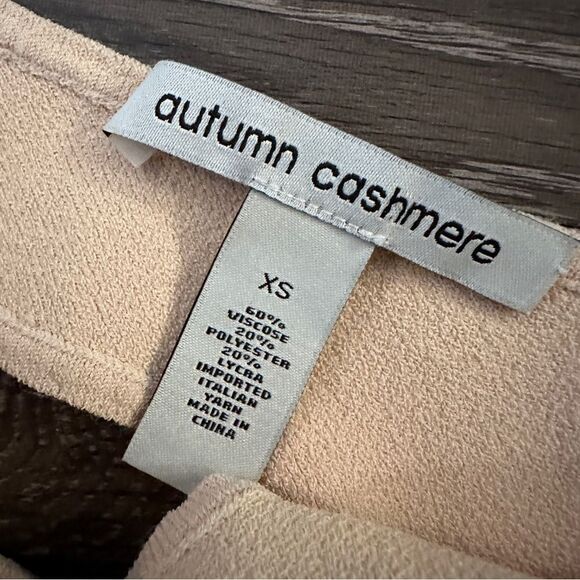 autumn cashmere
XS
60%
VISCOSE
20%
POLYESTER
20%
LYCRA
IMPORTED
ITALIAN
YARN
MADE IN
CHINA